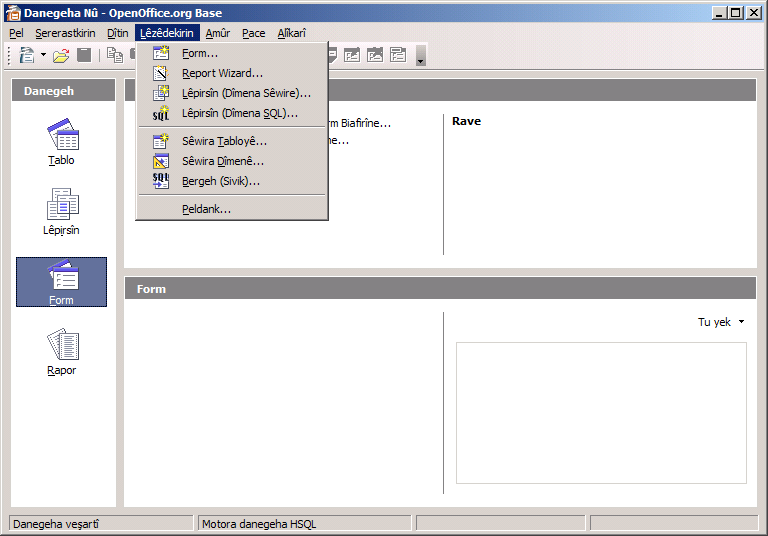 Danegeha Nû - OpenOffice.org Base
Pel Sererastkirin Dîtin Lêzêdekirin Amûr Pace Alîkarî
Form...
Report Wizard...
Lêpirsîn (Dîmena Sêwire)...
Lêpirsîn (Dîmena SQL)...
Sêwira Tabloyê...
Sêwira Dîmenê...
Bergeh (Sivik)...
Peldank...
Danegeh
Tablo
Lêpirsîn
Form
Rapor
rm Biafirîne...
ne...
Rave
Form
Tu yek
Danegeha veşartî
Motora danegeha HSQL